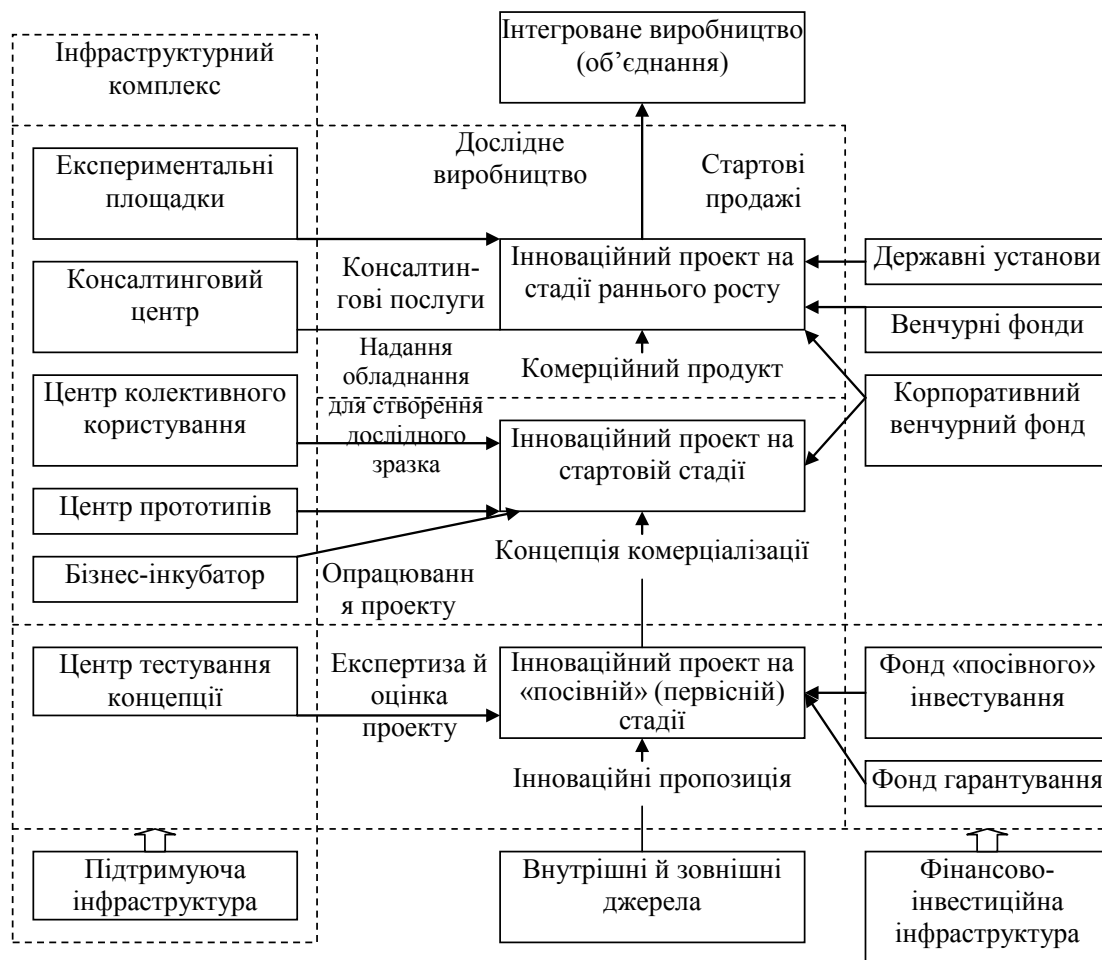 Інтегроване виробництво
(об’єднання)
Інфраструктурний
комплекс
Експериментальні
площадки
Дослідне
виробництво
Стартові
продажі
Консалтинговий
центр
Консалтин-
гові послуги
Інноваційний проект на
стадії раннього росту
Державні установи
Венчурні фонди
Надання
обладнання
для створення
дослідного
зразка
Комерційний продукт
Центр колективного
користування
Інноваційний проект на
стартовій стадії
Корпоративний
венчурний фонд
Центр прототипів
Бізнес-інкубатор
Опрацюванн
я проекту
Концепція комерціалізації
Центр тестування
концепції
Експертиза й
оцінка
проекту
Інноваційний проект на
«посівній» (первісній)
стадії
Фонд «посівного»
інвестування
Інноваційні пропозиція
Фонд гарантування
Підтримуюча
інфраструктура
Внутрішні й зовнішні
джерела
Фінансово-
інвестиційна
інфраструктура